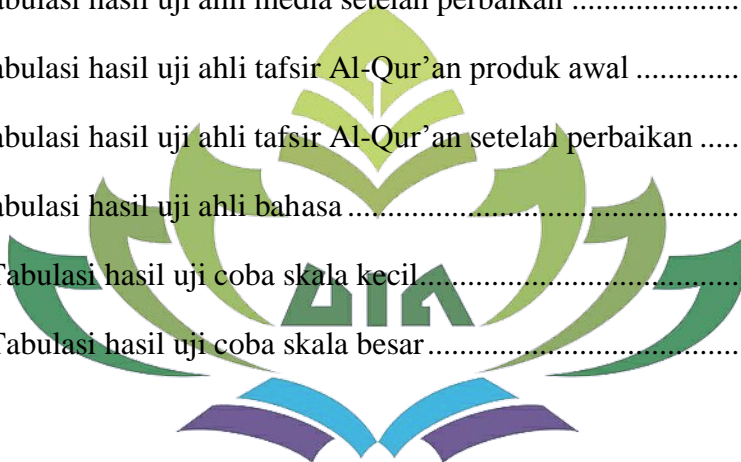 abulasi hasil uji ahli media setelah perbaikan ........................
abulasi hasil uji ahli tafsir Al-Qur’an produk awal .............
abulasi hasil uji ahli tafsir Al-Qur’an setelah perbaikan .....
abulasi hasil uji ahli bahasa .................................................
Tabulasi hasil uji coba skala kecil........................................
UIN
Tabulasi hasil uji coba skala besar.......................................